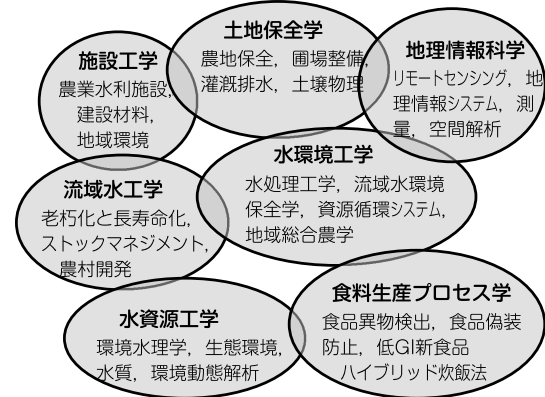 土地保全学
農地保全, 圃場整備,
灌漑排水, 土壌物理
施設工学
農業水利施設,
建設材料,
地域環境
地理情報科学
リモートセンシング, 地
理情報システム, 測
量, 空間解析
水環境工学
水処理工学, 流域水環境
保全学, 資源循環システム,
地域総合農学
流域水工学
老朽化と長寿命化,
ストックマネジメント,
農村開発
水資源工学
環境水理学, 生態環境,
水質, 環境動態解析
食料生産プロセス学
食品異物検出, 食品偽装
防止, 低GI新食品
ハイブリッド炊飯法